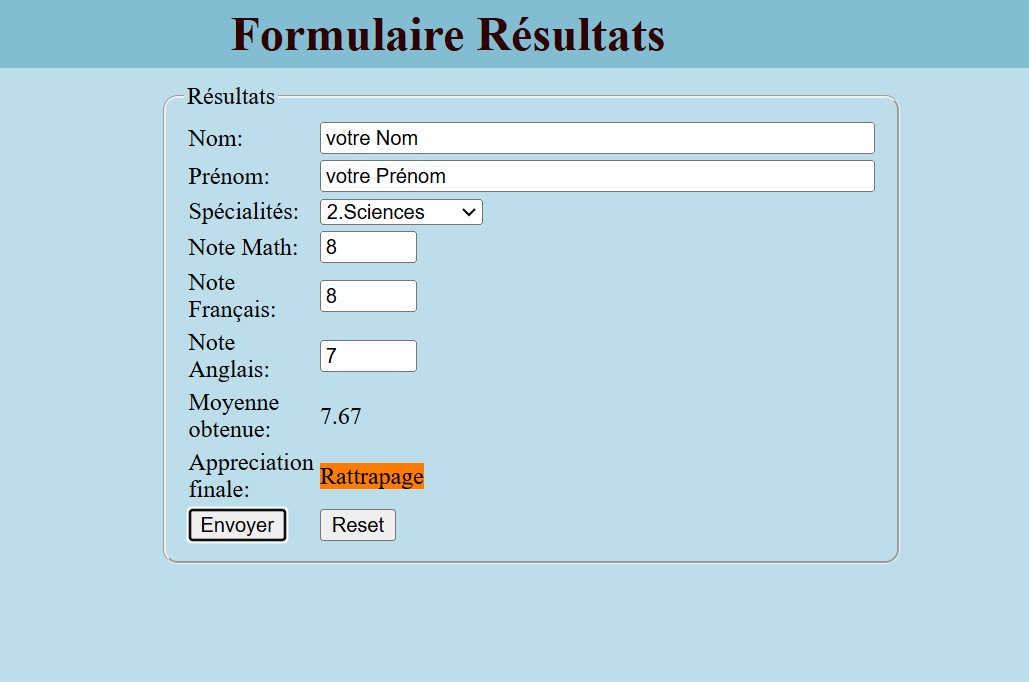 Formulaire Résultats
Résultats
Nom: votre Nom
Prénom: votre Prénom
Spécialités: 2.Sciences
Note Math: 8
Note
Français: 8
Note
Anglais: 7
Moyenne
obtenue: 7.67
Appreciation
finale: Rattrapage
Envoyer Reset